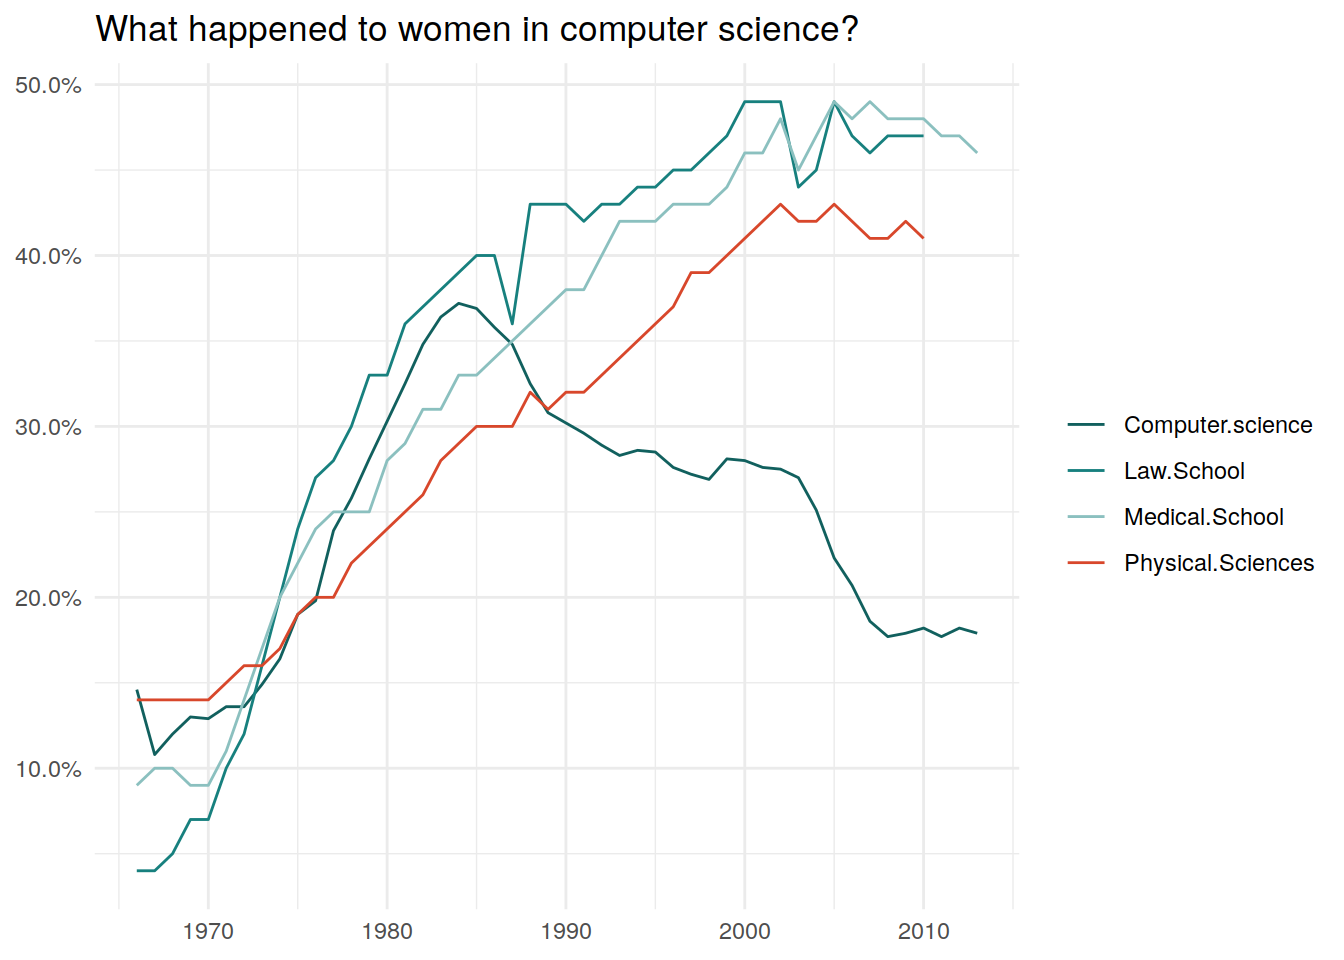 What happened to women in computer science?
50.0%
40.0%
30.0%
20.0%
10.0%
1970 1980 1990 2000 2010
Computer.science
Law.School
Medical.School
Physical.Sciences